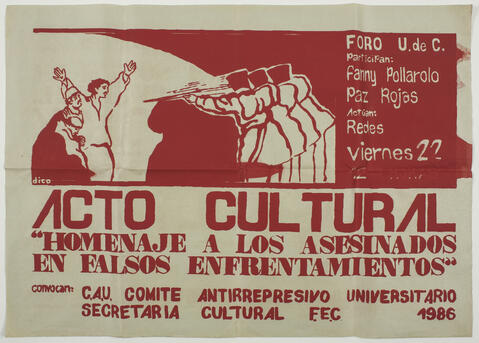 FORO U. de C.
Participan:
Fanny Pollarolo
Paz Rojas
Actúan:
Redes
Viernes 22
dico
ACTO CULTURAL
"HOMENAJE A LOS ASESINADOS
EN FALSOS ENFRENTAMIENTOS"
CONVOCAN: C.A.U. COMITE ANTIRREPRESIVO UNIVERSITARIO
SECRETARIA CULTURAL F.E.C 1986